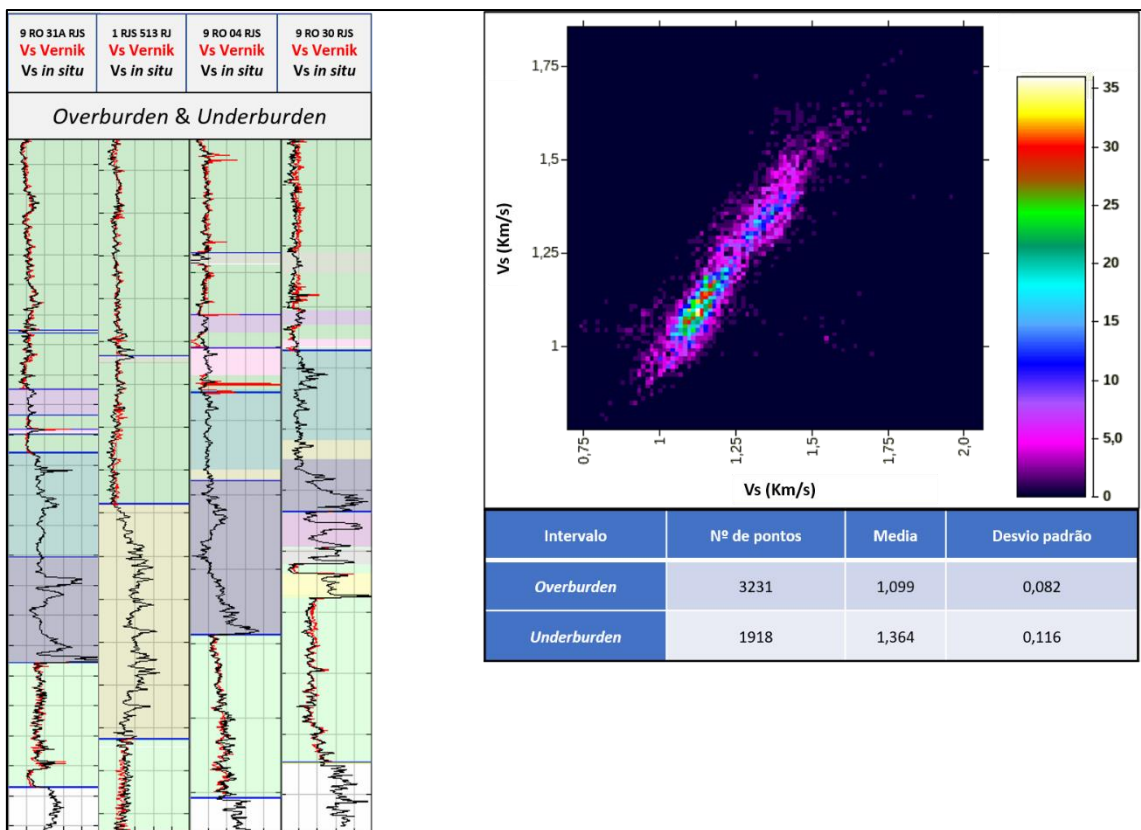 9 RO 31A RJS
Vs Vernik
Vs in situ
1 RJS 513 RJ
Vs Vernik
Vs in situ
9 RO 04 RJS
Vs Vernik
Vs in situ
9 RO 30 RJS
Vs Vernik
Vs in situ
Overburden & Underburden
Vs (Km/s)
1,75
1,5
1,25
1
0,75
1
1,25
1,5
1,75
2,0
Vs (Km/s)
35
30
25
20
15
10
5,0
0
Intervalo Nº de pontos Media Desvio padrão
Overburden 3231 1,099 0,082
Underburden 1918 1,364 0,116